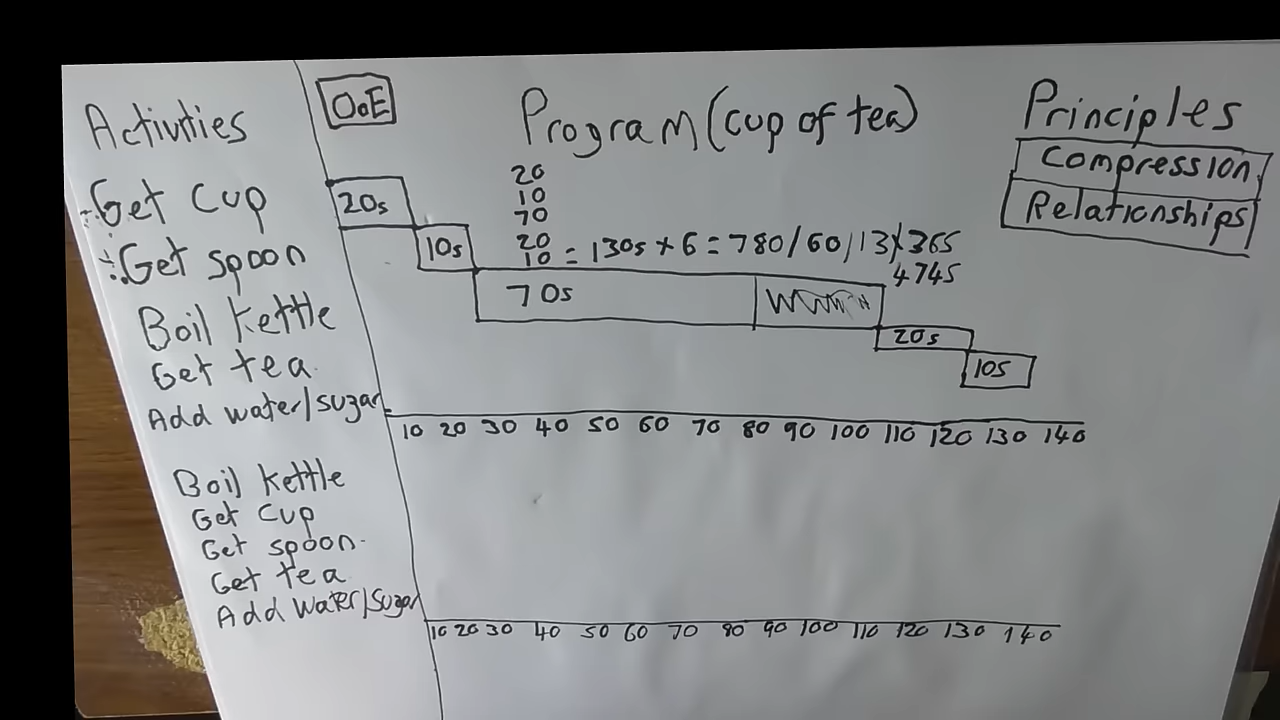 Activities
OoE
Program (cup of tea)
Principles
Compression
Relationships
Get Cup
20s
Get spoon
10s
20
10
70
20
10 = 130s × 6 = 780/60/13 × 365
4745
Boil Kettle
70s
Get tea
20s
Add water/sugar
10s
10 20 30 40 50 60 70 80 90 100 110 120 130 140
Boil Kettle
Get Cup
Get spoon
Get tea
Add water/sugar
10 20 30 40 50 60 70 80 90 100 110 120 130 140